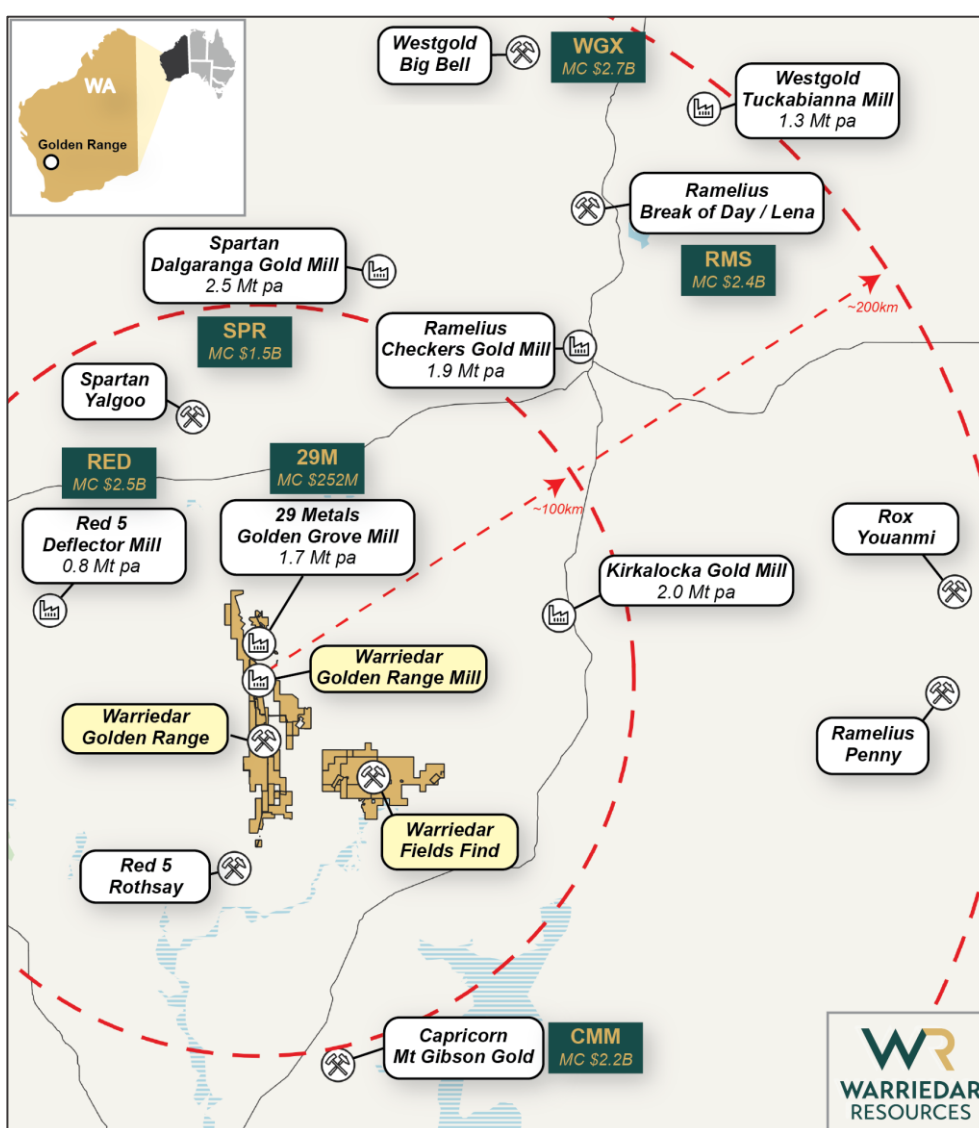 WA
Golden Range
Westgold
Big Bell
WGX
MC $2.7B
Westgold
Tuckabianna Mill
1.3 Mt pa
Ramelius
Break of Day / Lena
RMS
MC $2.4B
Spartan
Dalgaranga Gold Mill
2.5 Mt pa
SPR
MC $1.5B
Ramelius
Checkers Gold Mill
1.9 Mt pa
~200km
Spartan
Yalgoo
RED
MC $2.5B
29M
MC $252M
~100km
Red 5
Deflector Mill
0.8 Mt pa
29 Metals
Golden Grove Mill
1.7 Mt pa
Rox
Youanmi
Kirkalocka Gold Mill
2.0 Mt pa
Warriedar
Golden Range Mill
Warriedar
Golden Range
Ramelius
Penny
Warriedar
Fields Find
Red 5
Rothsay
Capricorn
Mt Gibson Gold
CMM
MC $2.2B
WR
WARRIEDAR
RESOURCES